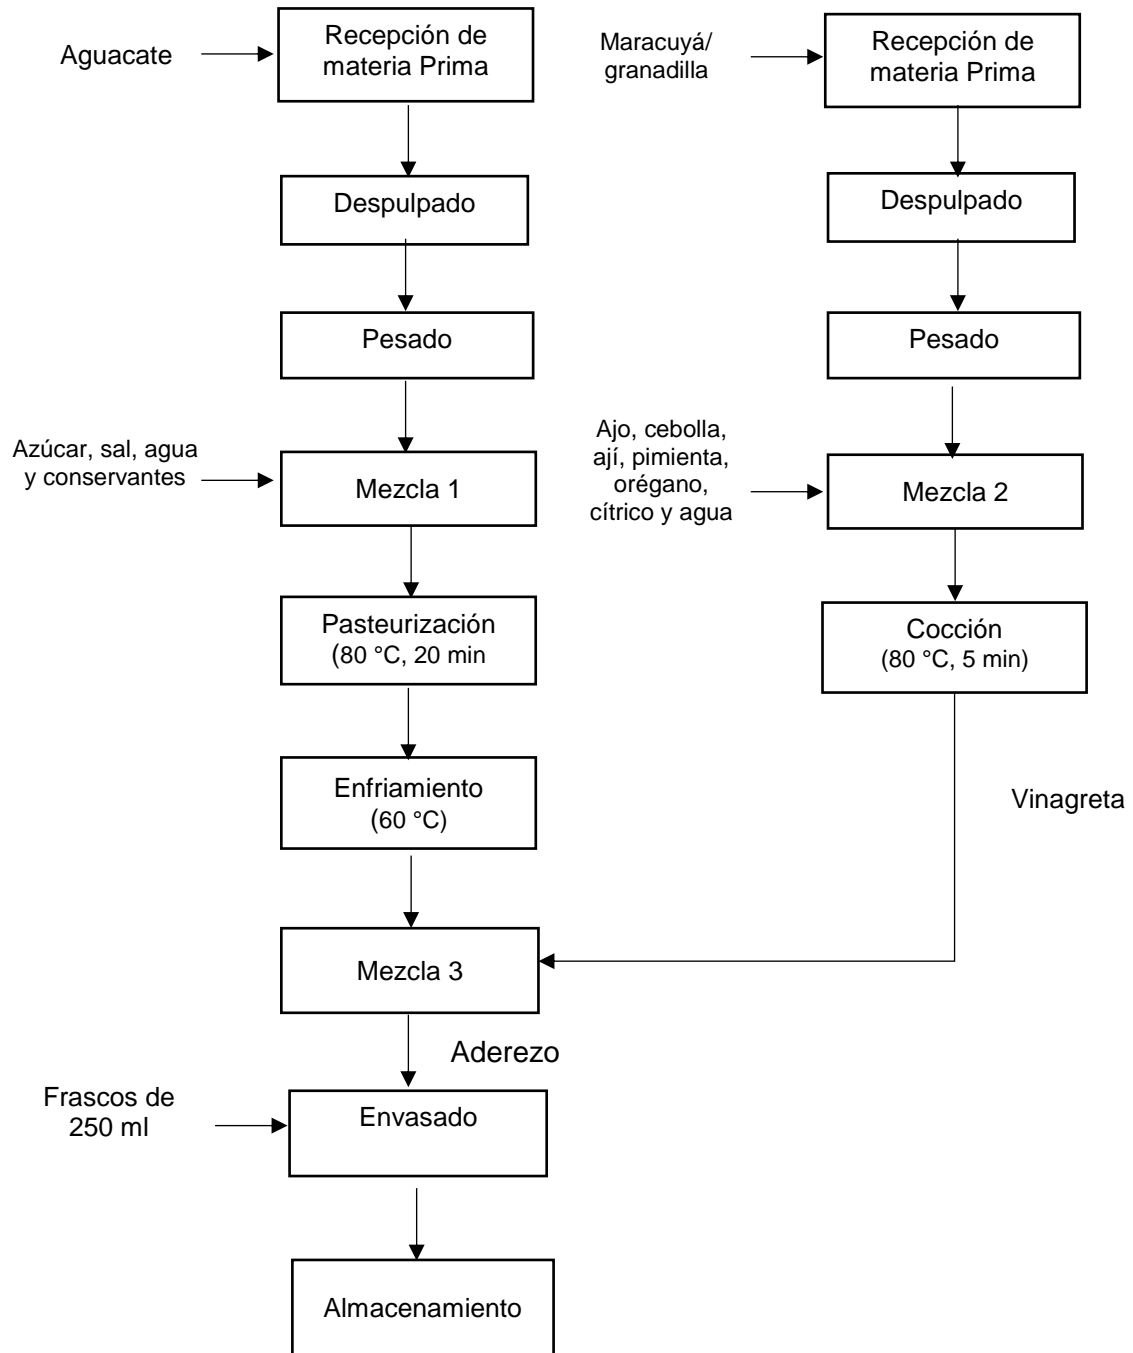 Aguacate
Recepción de
materia Prima
Despulpado
Pesado
Azúcar, sal, agua
y conservantes
Mezcla 1
Pasteurización
(80 °C, 20 min
Enfriamiento
(60 °C)
Mezcla 3
Aderezo
Frascos de
250 ml
Envasado
Almacenamiento
Maracuyá/
granadilla
Recepción de
materia Prima
Despulpado
Pesado
Ajo, cebolla,
ají, pimienta,
orégano,
cítrico y agua
Mezcla 2
Cocción
(80 °C, 5 min)
Vinagreta